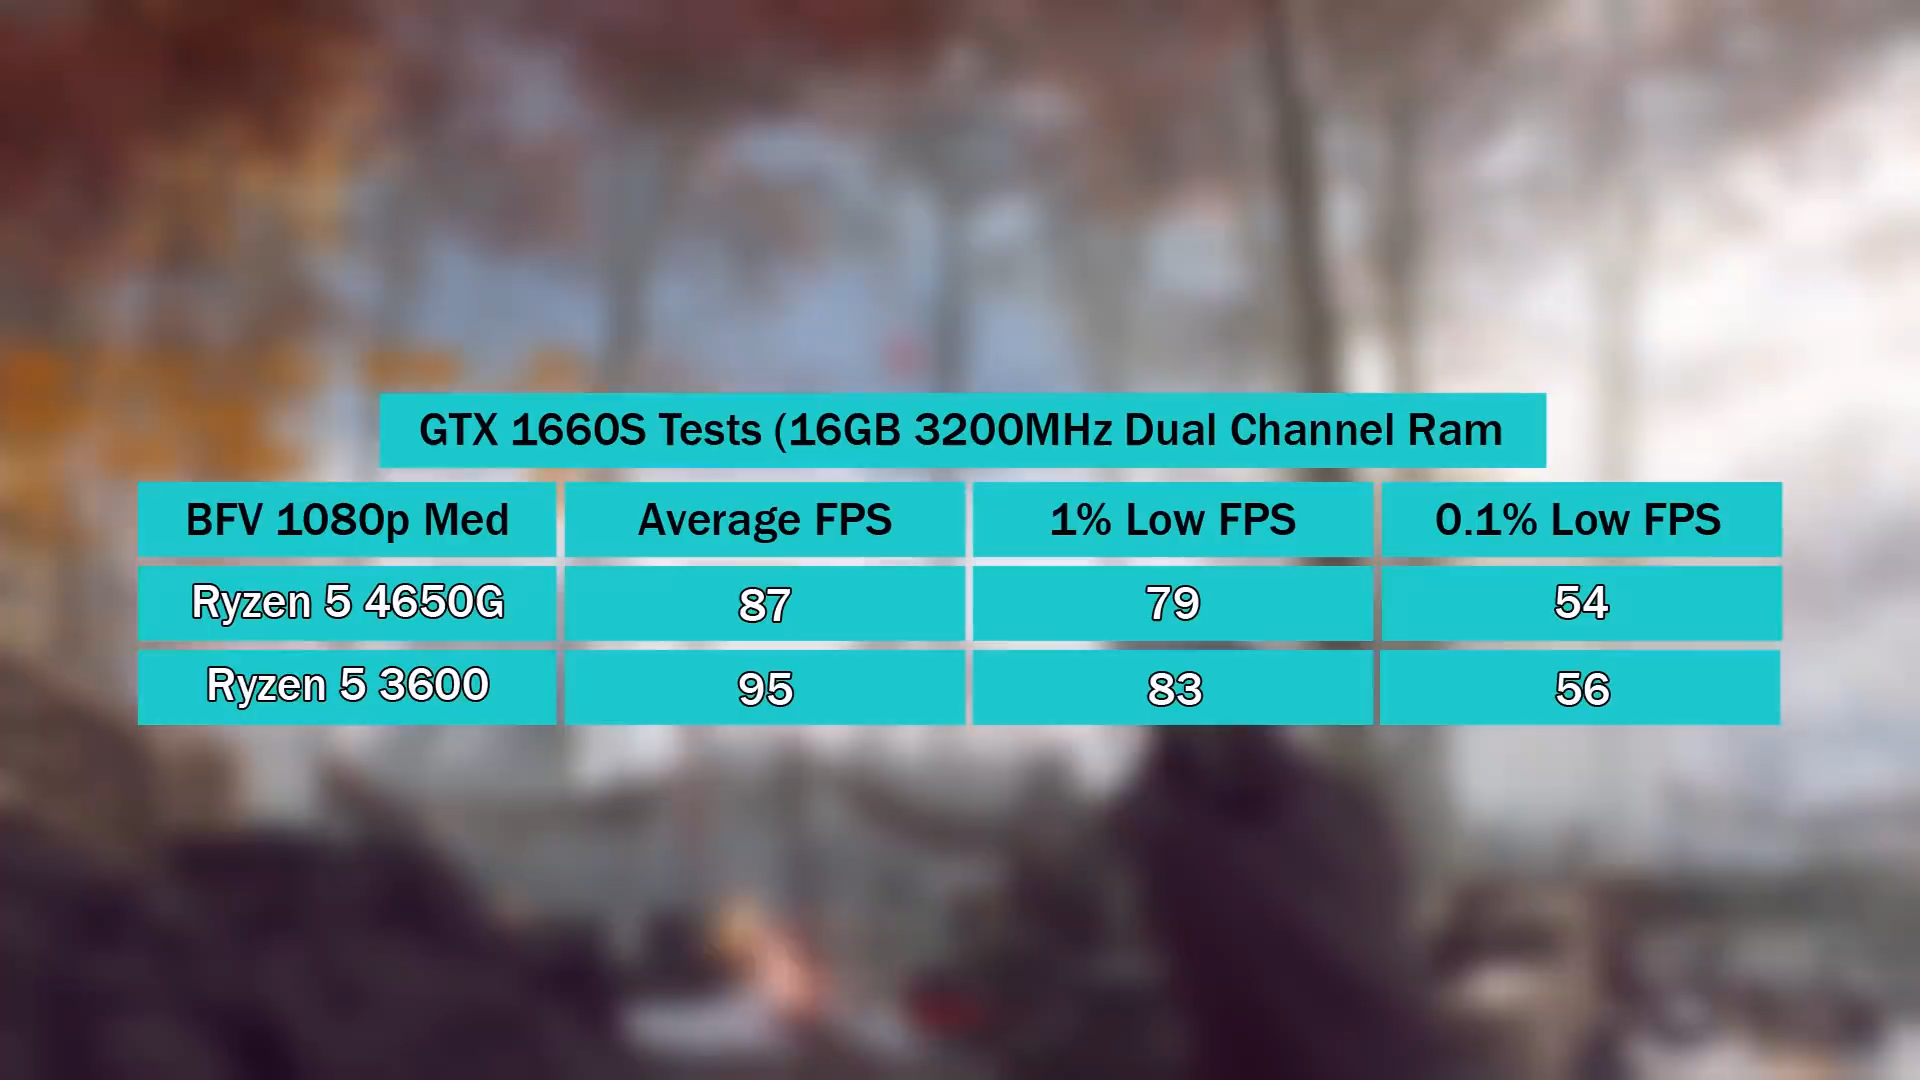 GTX 1660S Tests (16GB 3200MHz Dual Channel Ram
BFV 1080p Med Average FPS 1% Low FPS 0.1% Low FPS
Ryzen 5 4650G 87 79 54
Ryzen 5 3600 95 83 56